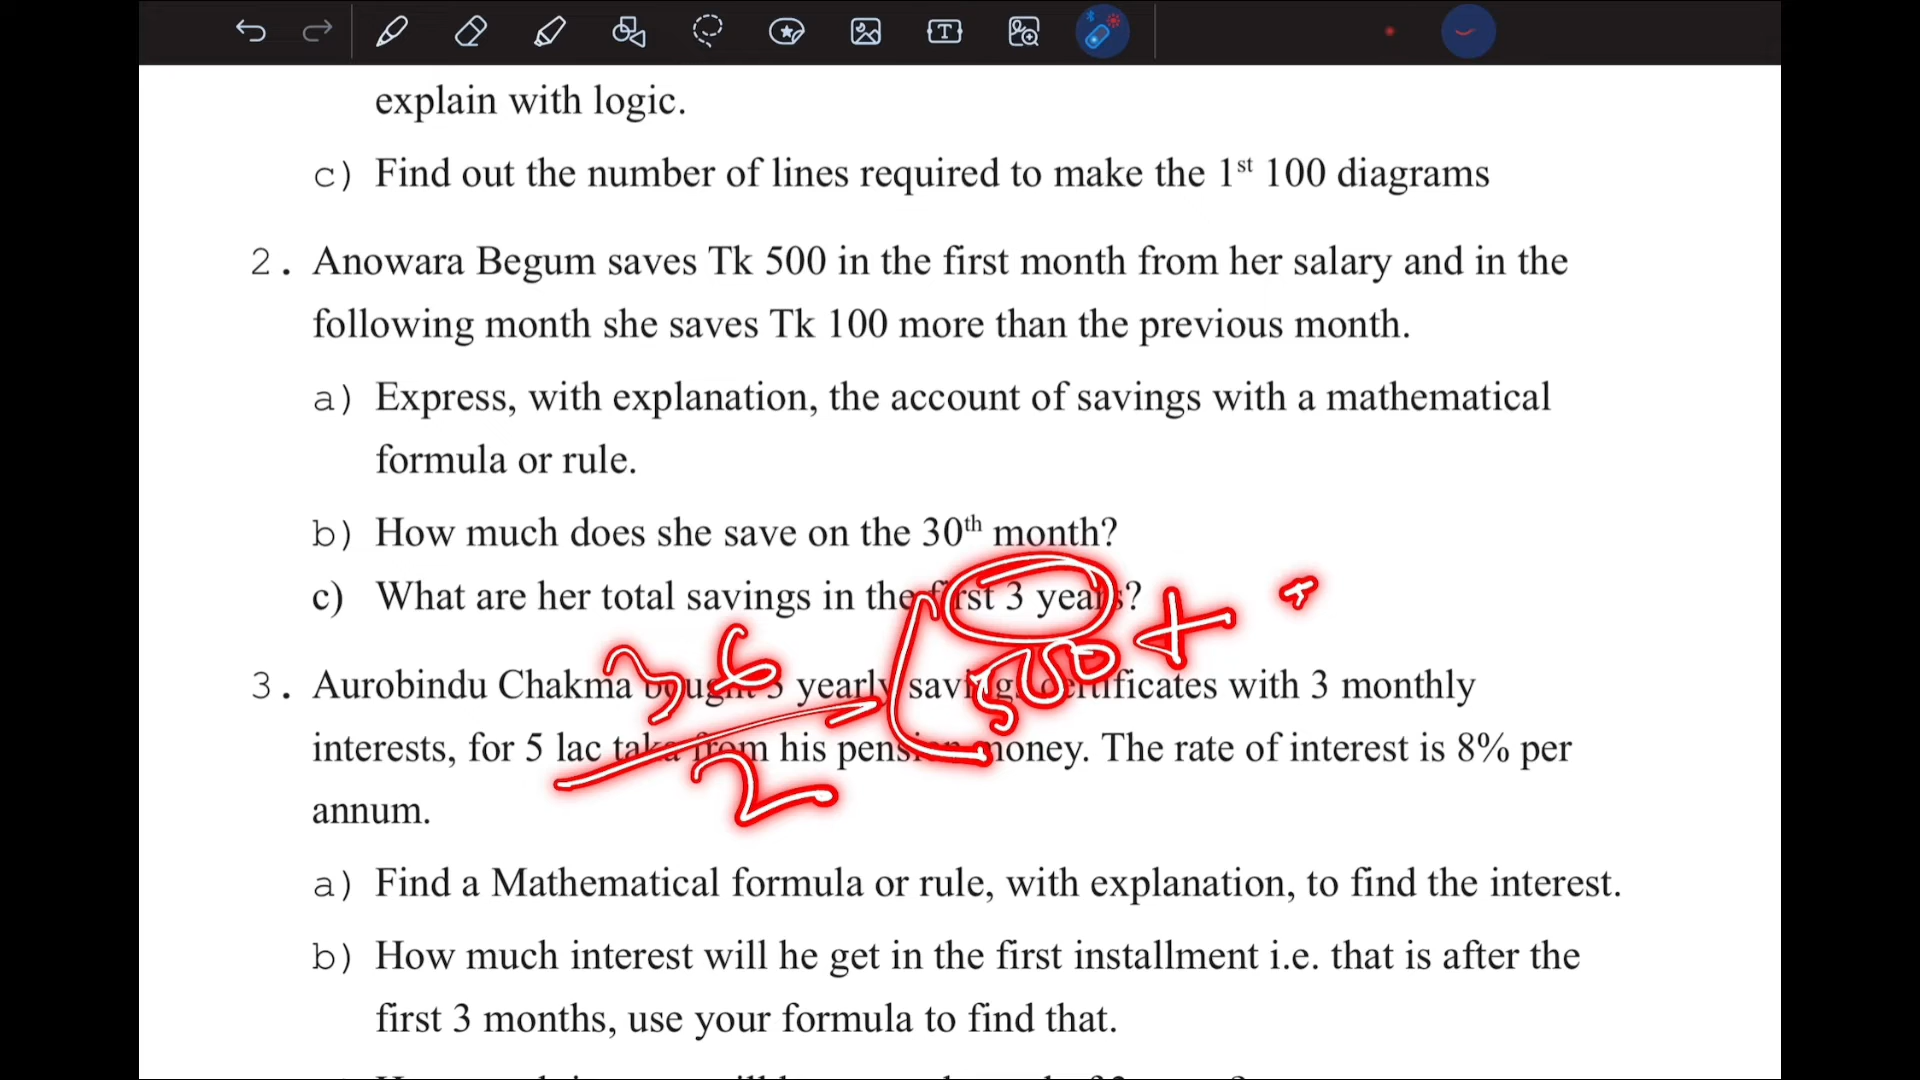 explain with logic.
c) Find out the number of lines required to make the 1st 100 diagrams
2. Anowara Begum saves Tk 500 in the first month from her salary and in the
following month she saves Tk 100 more than the previous month.
a) Express, with explanation, the account of savings with a mathematical
formula or rule.
b) How much does she save on the 30th month?
c) What are her total savings in the first 3 years?
36/2 [500 +
3. Aurobindu Chakma bought 3 yearly savings certificates with 3 monthly
interests, for 5 lac taka from his pension money. The rate of interest is 8% per
annum.
a) Find a Mathematical formula or rule, with explanation, to find the interest.
b) How much interest will he get in the first installment i.e. that is after the
first 3 months, use your formula to find that.